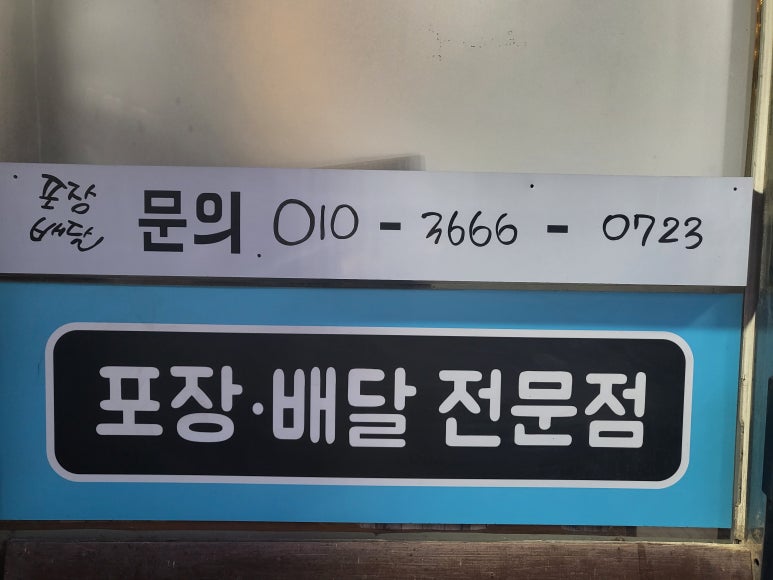 포장
배달
문의 010 - 3666 - 0723
포장·배달 전문점